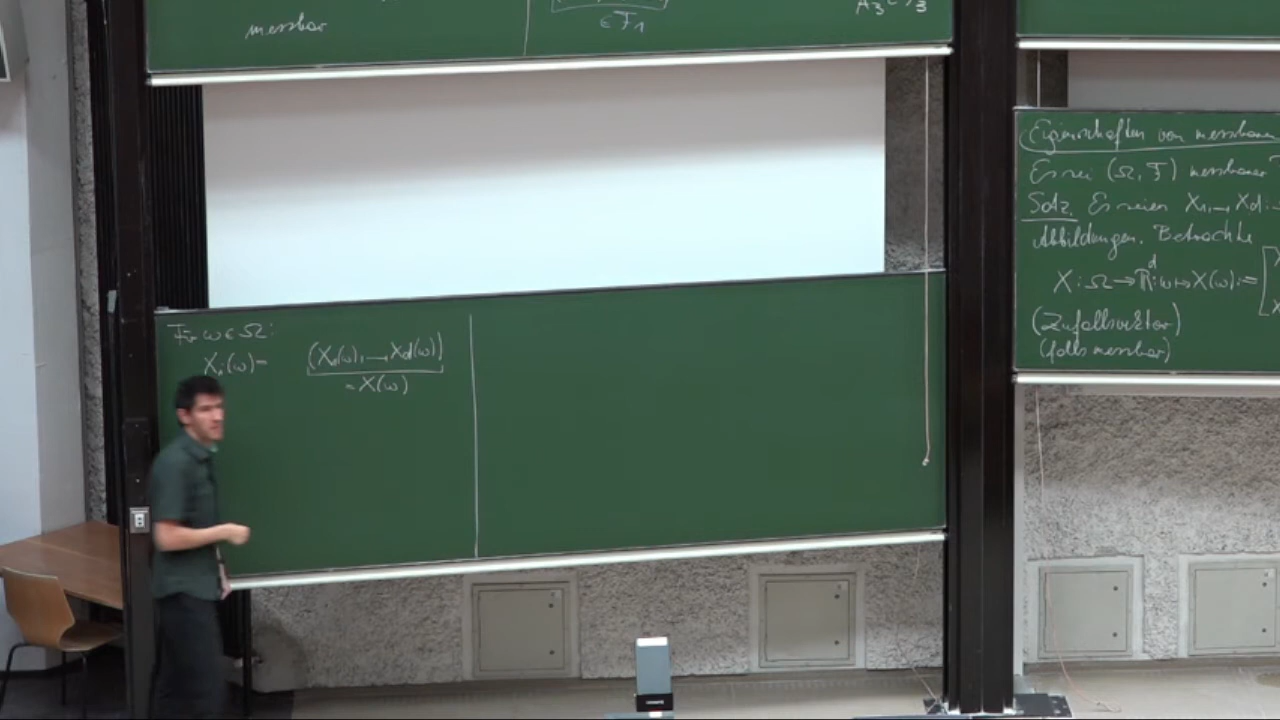 messbar
∈ F₁
Für ω ∈ Ω:
Xₙ(ω) = (X₁(ω), ..., X_d(ω))
= X(ω)
Eigenschaften von messbaren
Es sei (Ω, F) messbarer
Satz. Es seien X₁, ..., X_d :
Abbildungen. Betrachte
X : Ω → ℝ^d : ω ↦ X(ω) := [
(Zufallsvektor)
(falls messbar)